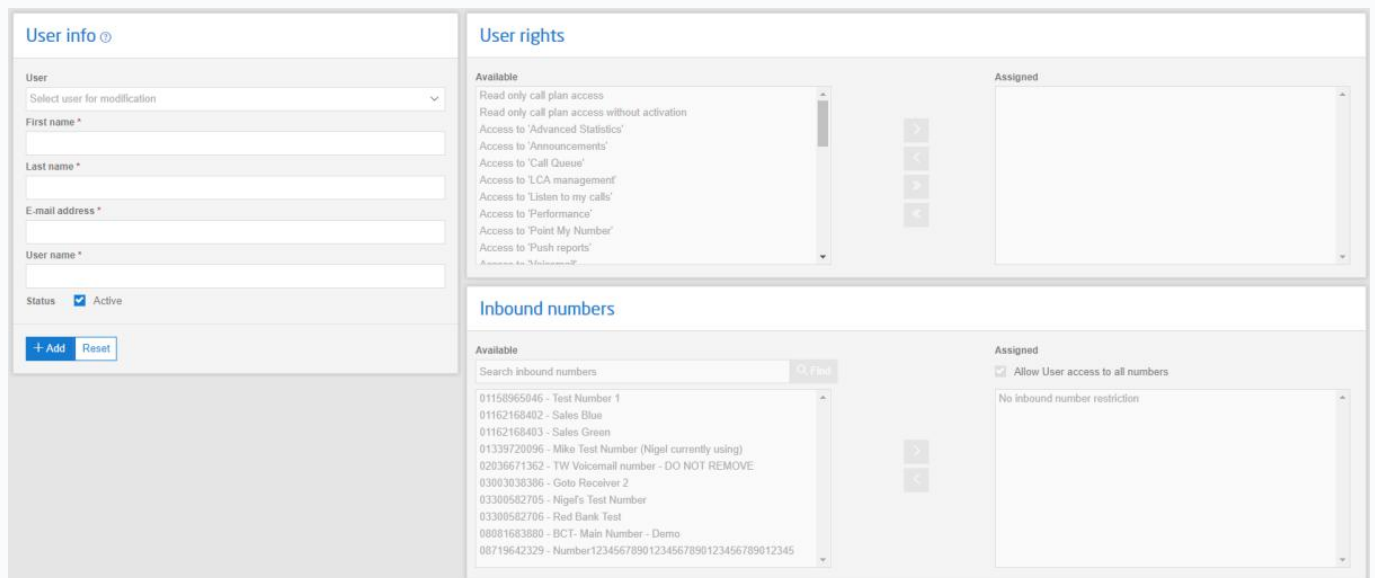 User info
User
Select user for modification
First name *
Last name *
E-mail address *
User name *
Status Active
+ Add Reset
User rights
Available
Read only call plan access
Read only call plan access without activation
Access to 'Advanced Statistics'
Access to 'Announcements'
Access to 'Call Queue'
Access to 'LCA management'
Access to 'Listen to my calls'
Access to 'Performance'
Access to 'Point My Number'
Access to 'Push reports'
Access to 'Voicemail'
Assigned
Inbound numbers
Available
Search inbound numbers Find
01158965046 - Test Number 1
01162168402 - Sales Blue
01162168403 - Sales Green
01339720096 - Mike Test Number (Nigel currently using)
02036671362 - TW Voicemail number - DO NOT REMOVE
03003038386 - Goto Receiver 2
03300582705 - Nigel's Test Number
03300582706 - Red Bank Test
08081683880 - BCT- Main Number - Demo
08719642329 - Number12345678901234567890123456789012345
Assigned
Allow User access to all numbers
No inbound number restriction